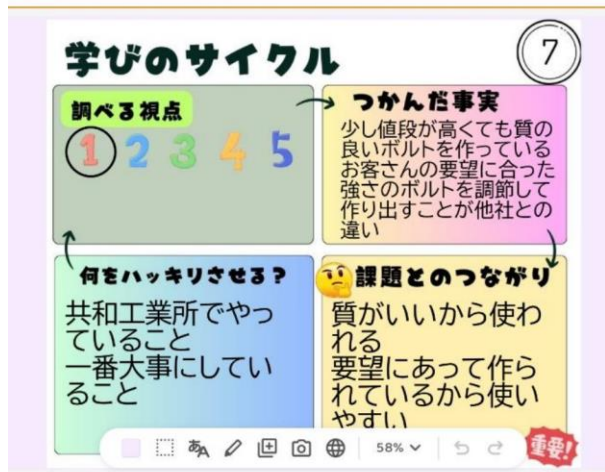 学びのサイクル
7
調べる視点
1 2 3 4 5
つかんだ事実
少し値段が高くても質の
良いボルトを作っている
お客さんの要望に合った
強さのボルトを調節して
作り出すことが他社との
違い
何をハッキリさせる?
共和工業所でやっ
ていること
一番大事にしてい
ること
課題とのつながり
質がいいから使わ
れる
要望にあって作ら
れているから使い
やすい
あA
58%
重要!